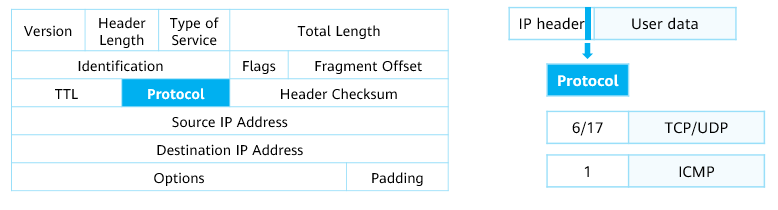 Version Header Length Type of Service Total Length
Identification Flags Fragment Offset
TTL Protocol Header Checksum
Source IP Address
Destination IP Address
Options Padding
IP header User data
Protocol
6/17 TCP/UDP
1 ICMP